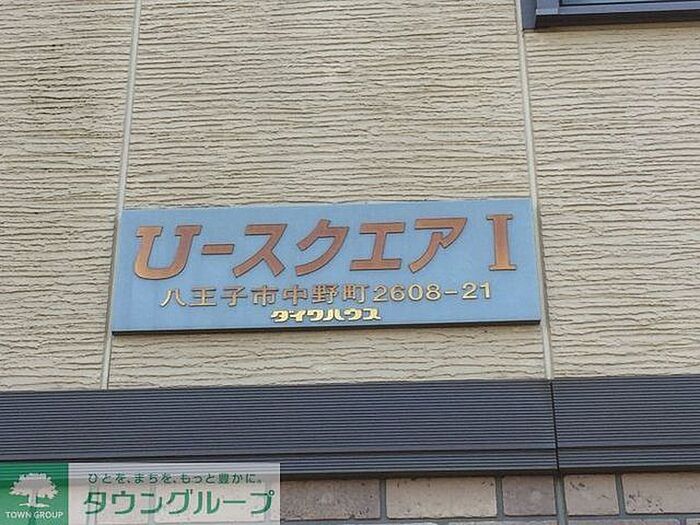 U-スクエア I
八王子市中野町2608-21
ダイワハウス
ひとを、まちを、もっと豊かに。
タウングループ
TOWN GROUP